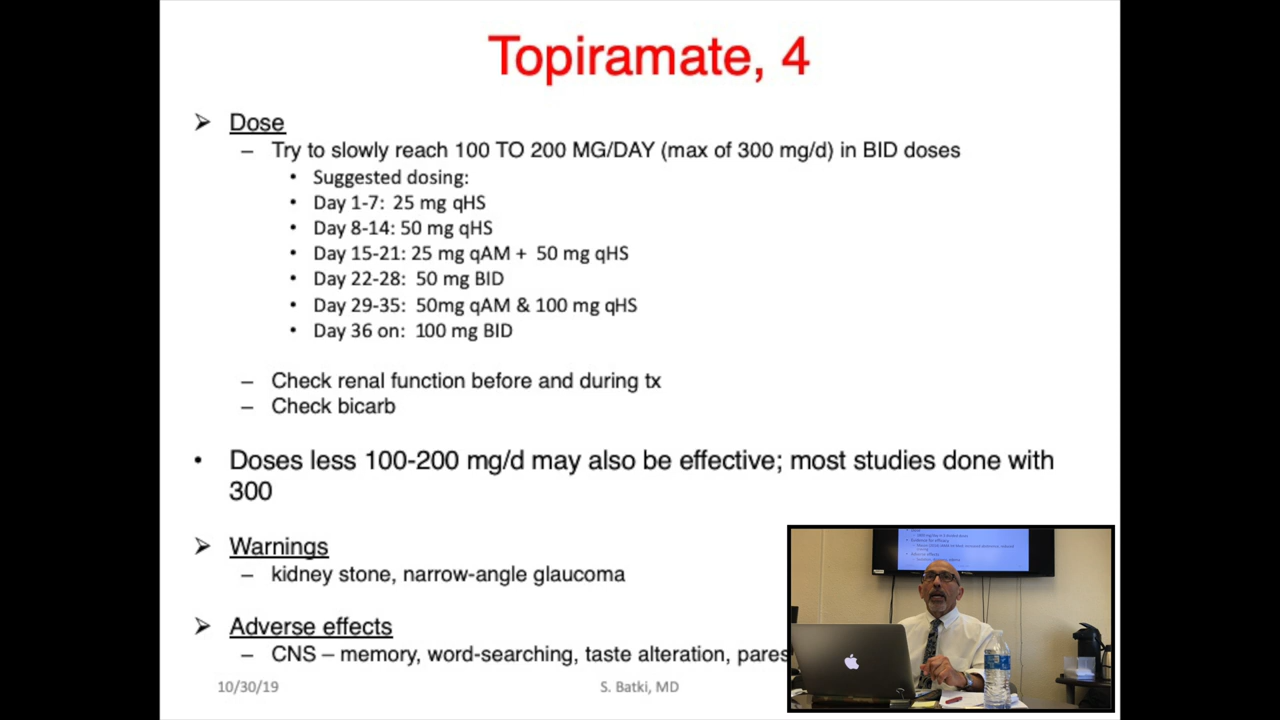 Topiramate, 4
➢ Dose
– Try to slowly reach 100 TO 200 MG/DAY (max of 300 mg/d) in BID doses
• Suggested dosing:
• Day 1-7: 25 mg qHS
• Day 8-14: 50 mg qHS
• Day 15-21: 25 mg qAM + 50 mg qHS
• Day 22-28: 50 mg BID
• Day 29-35: 50mg qAM & 100 mg qHS
• Day 36 on: 100 mg BID
– Check renal function before and during tx
– Check bicarb
• Doses less 100-200 mg/d may also be effective; most studies done with
300
➢ Warnings
– kidney stone, narrow-angle glaucoma
➢ Adverse effects
– CNS – memory, word-searching, taste alteration, pares
10/30/19
S. Batki, MD